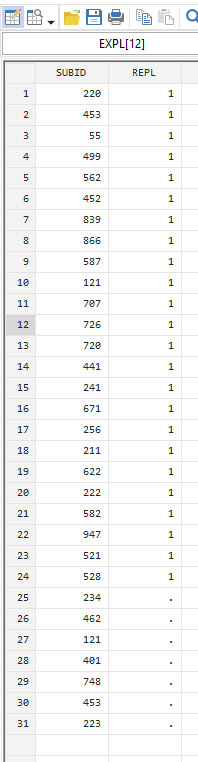 EXPL[12]
SUBID REPL
1 220 1
2 453 1
3 55 1
4 499 1
5 562 1
6 452 1
7 839 1
8 866 1
9 587 1
10 121 1
11 707 1
12 726 1
13 720 1
14 441 1
15 241 1
16 671 1
17 256 1
18 211 1
19 622 1
20 222 1
21 582 1
22 947 1
23 521 1
24 528 1
25 234 .
26 462 .
27 121 .
28 401 .
29 748 .
30 453 .
31 223 .